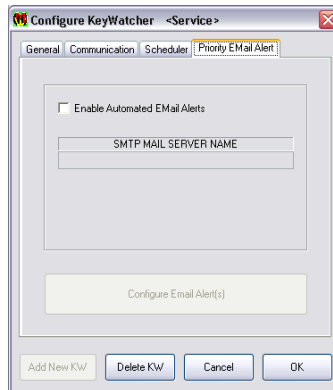 Configure KeyWatcher <Service>
General Communication Scheduler Priority EMail Alert
Enable Automated EMail Alerts
SMTP MAIL SERVER NAME
Configure Email Alert(s)
Add New KW Delete KW Cancel OK